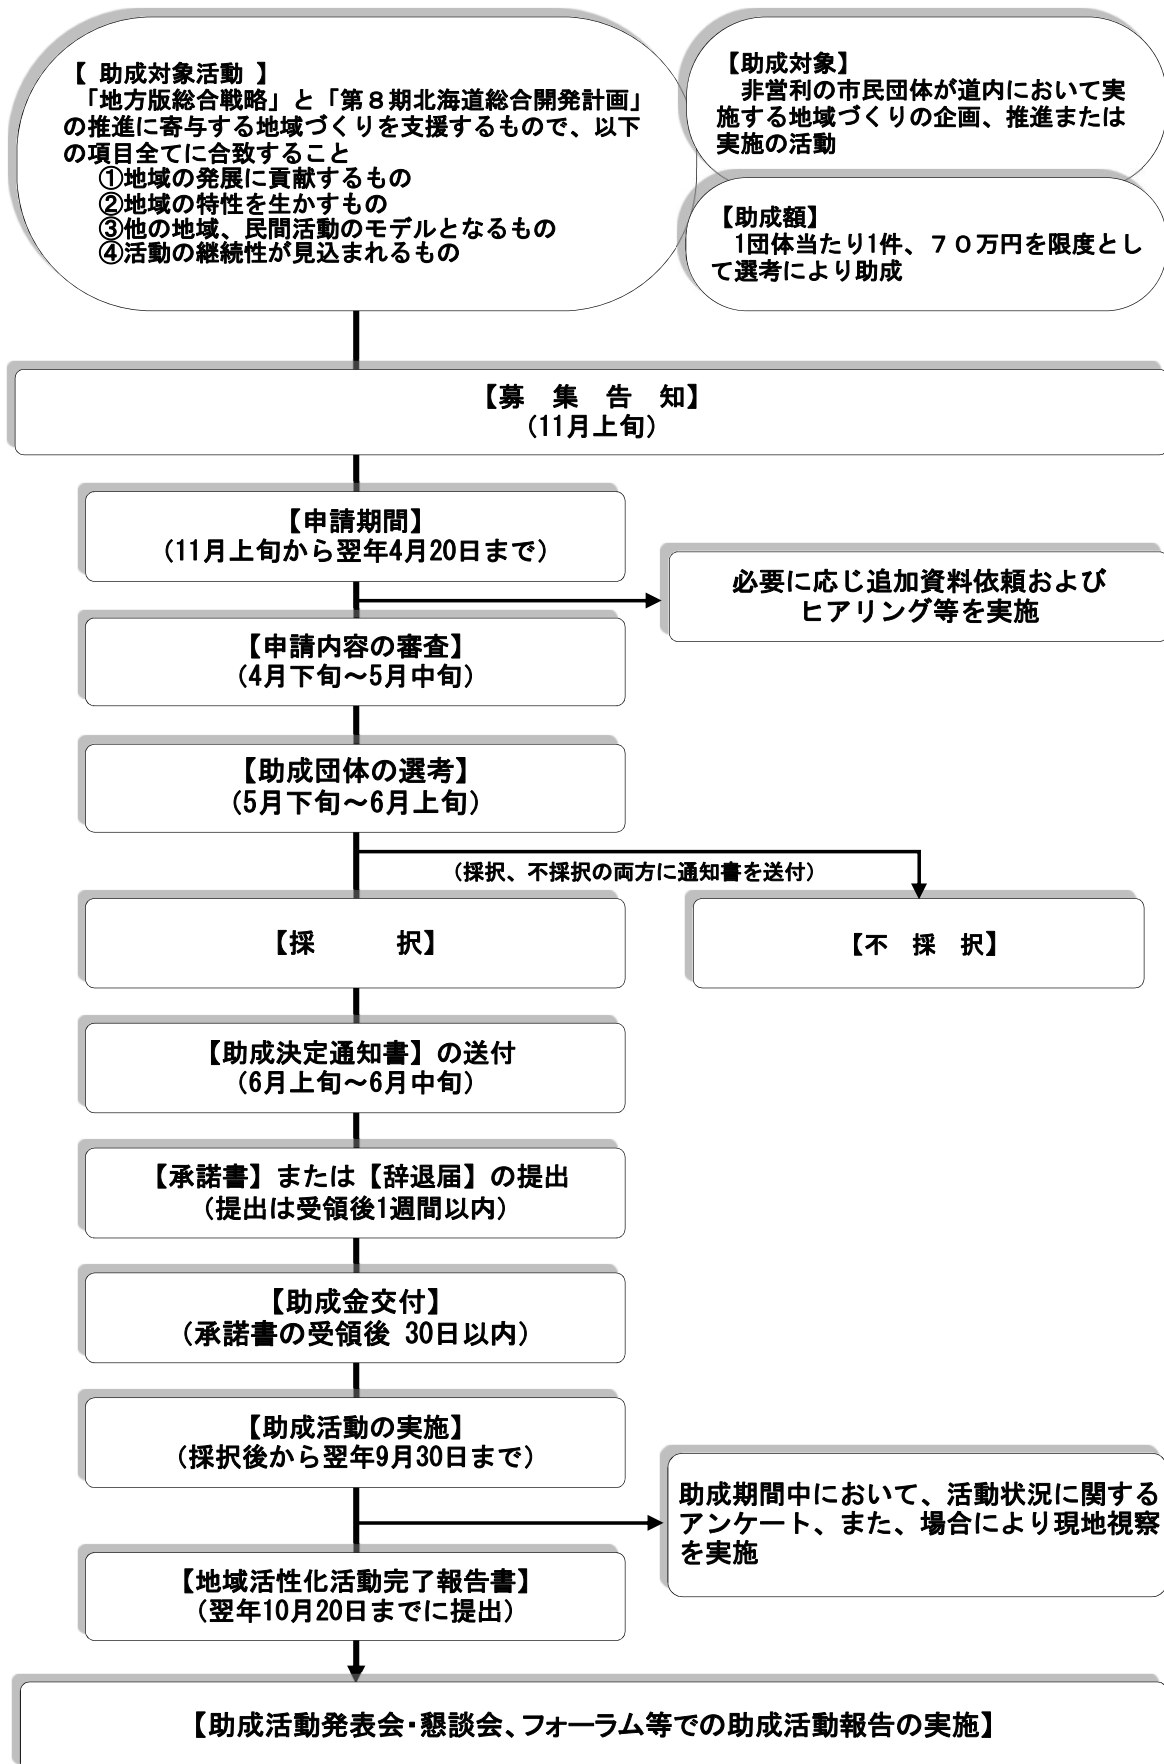 【 助成対象活動 】
「地方版総合戦略」と「第８期北海道総合開発計画」
の推進に寄与する地域づくりを支援するもので、以下
の項目全てに合致すること
①地域の発展に貢献するもの
②地域の特性を生かすもの
③他の地域、民間活動のモデルとなるもの
④活動の継続性が見込まれるもの
【助成対象】
非営利の市民団体が道内において実
施する地域づくりの企画、推進または
実施の活動
【助成額】
1団体当たり1件、７０万円を限度とし
て選考により助成
【募　集　告　知】
（11月上旬）
【申請期間】
（11月上旬から翌年4月20日まで）
必要に応じ追加資料依頼および
ヒアリング等を実施
【申請内容の審査】
（4月下旬～5月中旬）
【助成団体の選考】
（5月下旬～6月上旬）
（採択、不採択の両方に通知書を送付）
【採　　　択】
【不　採　択】
【助成決定通知書】の送付
（6月上旬～6月中旬）
【承諾書】または【辞退届】の提出
（提出は受領後1週間以内）
【助成金交付】
（承諾書の受領後 30日以内）
【助成活動の実施】
（採択後から翌年9月30日まで）
助成期間中において、活動状況に関する
アンケート、また、場合により現地視察
を実施
【地域活性化活動完了報告書】
（翌年10月20日までに提出）
【助成活動発表会・懇談会、フォーラム等での助成活動報告の実施】